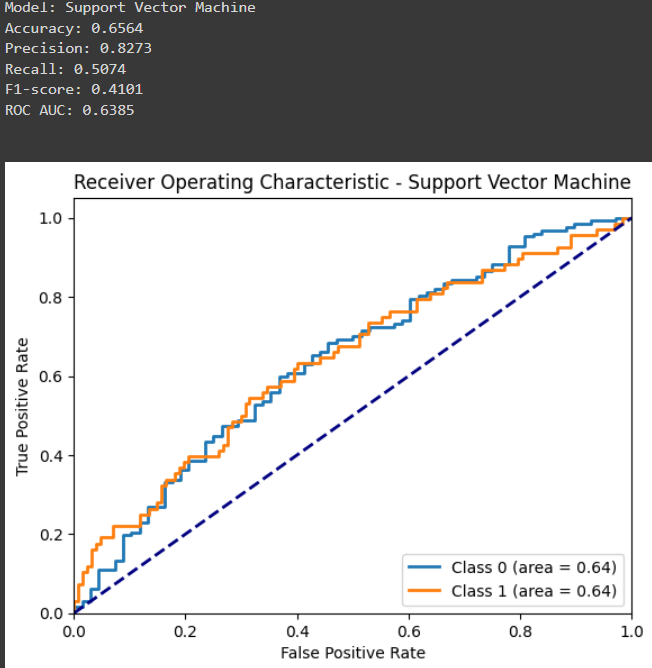 Model: Support Vector Machine
Accuracy: 0.6564
Precision: 0.8273
Recall: 0.5074
F1-score: 0.4101
ROC AUC: 0.6385
Receiver Operating Characteristic - Support Vector Machine
1.0
0.8
0.6
0.4
0.2
0.0
True Positive Rate
Class 0 (area = 0.64)
Class 1 (area = 0.64)
0.0 0.2 0.4 0.6 0.8 1.0
False Positive Rate